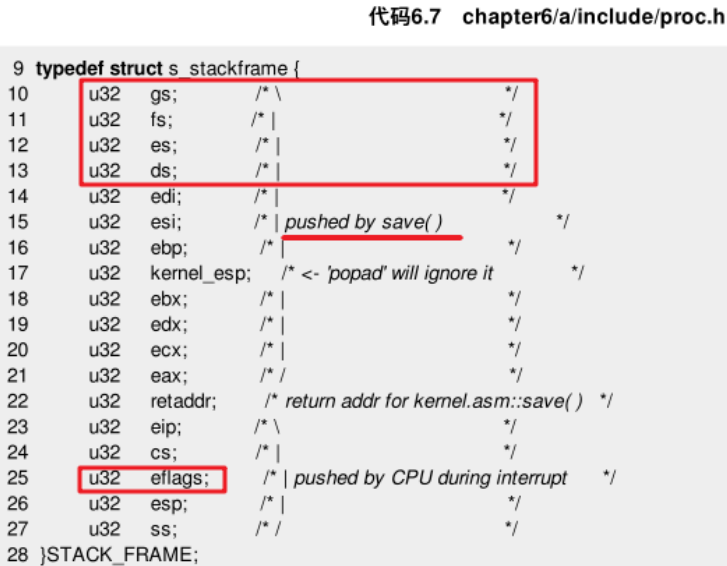 代码6.7 chapter6/a/include/proc.h
9 typedef struct s_stackframe {
10 u32 gs; /* \ */
11 u32 fs; /* | */
12 u32 es; /* | */
13 u32 ds; /* | */
14 u32 edi; /* | */
15 u32 esi; /* | pushed by save( ) */
16 u32 ebp; /* | */
17 u32 kernel_esp; /* <- 'popad' will ignore it */
18 u32 ebx; /* | */
19 u32 edx; /* | */
20 u32 ecx; /* | */
21 u32 eax; /* / */
22 u32 retaddr; /* return addr for kernel.asm::save( ) */
23 u32 eip; /* \ */
24 u32 cs; /* | */
25 u32 eflags; /* | pushed by CPU during interrupt */
26 u32 esp; /* | */
27 u32 ss; /* / */
28 }STACK_FRAME;